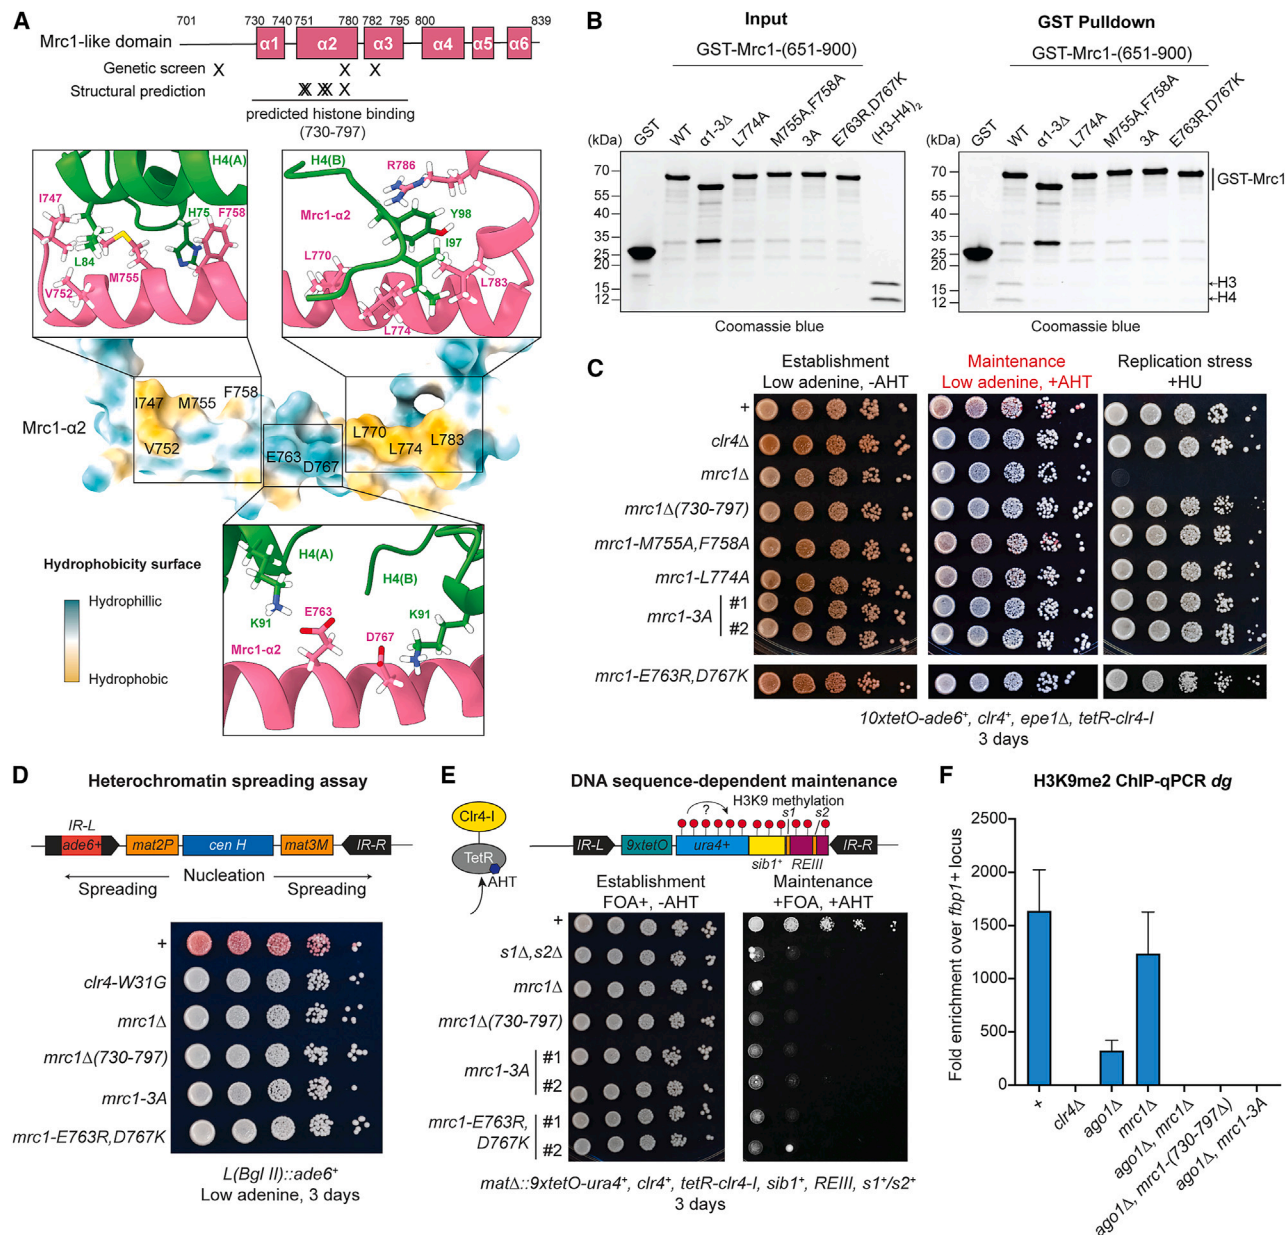 A
701 730 740 751 780 782 795 800 839
Mrc1-like domain
α1 α2 α3 α4 α5 α6
Genetic screen X X X
Structural prediction XX XX X
predicted histone binding
(730-797)
H4(A)
I747
H75
F758
L84
M755
V752
H4(B)
R786
Mrc1-α2
Y98
I97
L770
L783
L774
Mrc1-α2
I747 M755 F758
V752
E763
D767
L770
L774
L783
Hydrophobicity surface
Hydrophillic
Hydrophobic
H4(A)
H4(B)
K91
E763
K91
D767
Mrc1-α2
B
Input
GST-Mrc1-(651-900)
GST
WT
α1-3Δ
L774A
M755A,F758A
3A
E763R,D767K
(H3-H4)2
(kDa)
70
55
40
35
25
20
15
12
Coomassie blue
GST Pulldown
GST-Mrc1-(651-900)
GST
WT
α1-3Δ
L774A
M755A,F758A
3A
E763R,D767K
(kDa)
70
55
40
35
25
20
15
12
GST-Mrc1
H3
H4
Coomassie blue
C
Establishment
Low adenine, -AHT
Maintenance
Low adenine, +AHT
Replication stress
+HU
+
clr4Δ
mrc1Δ
mrc1Δ(730-797)
mrc1-M755A,F758A
mrc1-L774A
mrc1-3A #1
#2
mrc1-E763R,D767K
10xtetO-ade6+, clr4+, epe1Δ, tetR-clr4-I
3 days
D
Heterochromatin spreading assay
IR-L
ade6+ mat2P cen H mat3M IR-R
Spreading Nucleation Spreading
+
clr4-W31G
mrc1Δ
mrc1Δ(730-797)
mrc1-3A
mrc1-E763R,D767K
L(Bgl II)::ade6+
Low adenine, 3 days
E
DNA sequence-dependent maintenance
Clr4-I
TetR
AHT
? H3K9 methylation
s1 s2
IR-L 9xtetO ura4+ IR-R
sib1+ REIII
Establishment
FOA+, -AHT
Maintenance
+FOA, +AHT
+
s1Δ,s2Δ
mrc1Δ
mrc1Δ(730-797)
mrc1-3A #1
#2
mrc1-E763R, #1
D767K #2
matΔ::9xtetO-ura4+, clr4+, tetR-clr4-I, sib1+, REIII, s1+/s2+
3 days
F
H3K9me2 ChIP-qPCR dg
Fold enrichment over fbp1+ locus
2500
2000
1500
1000
500
0
+
clr4Δ
ago1Δ
mrc1Δ
ago1Δ, mrc1Δ
ago1Δ, mrc1-(730-797Δ)
ago1Δ, mrc1-3A